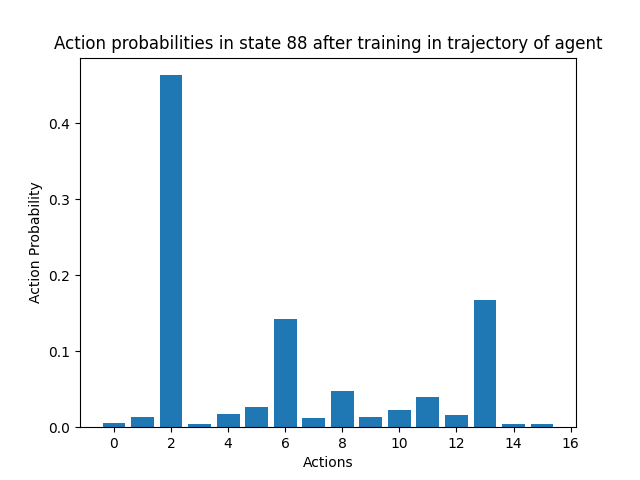 Action probabilities in state 88 after training in trajectory of agent
Action Probability
0.4
0.3
0.2
0.1
0.0
0 2 4 6 8 10 12 14 16
Actions